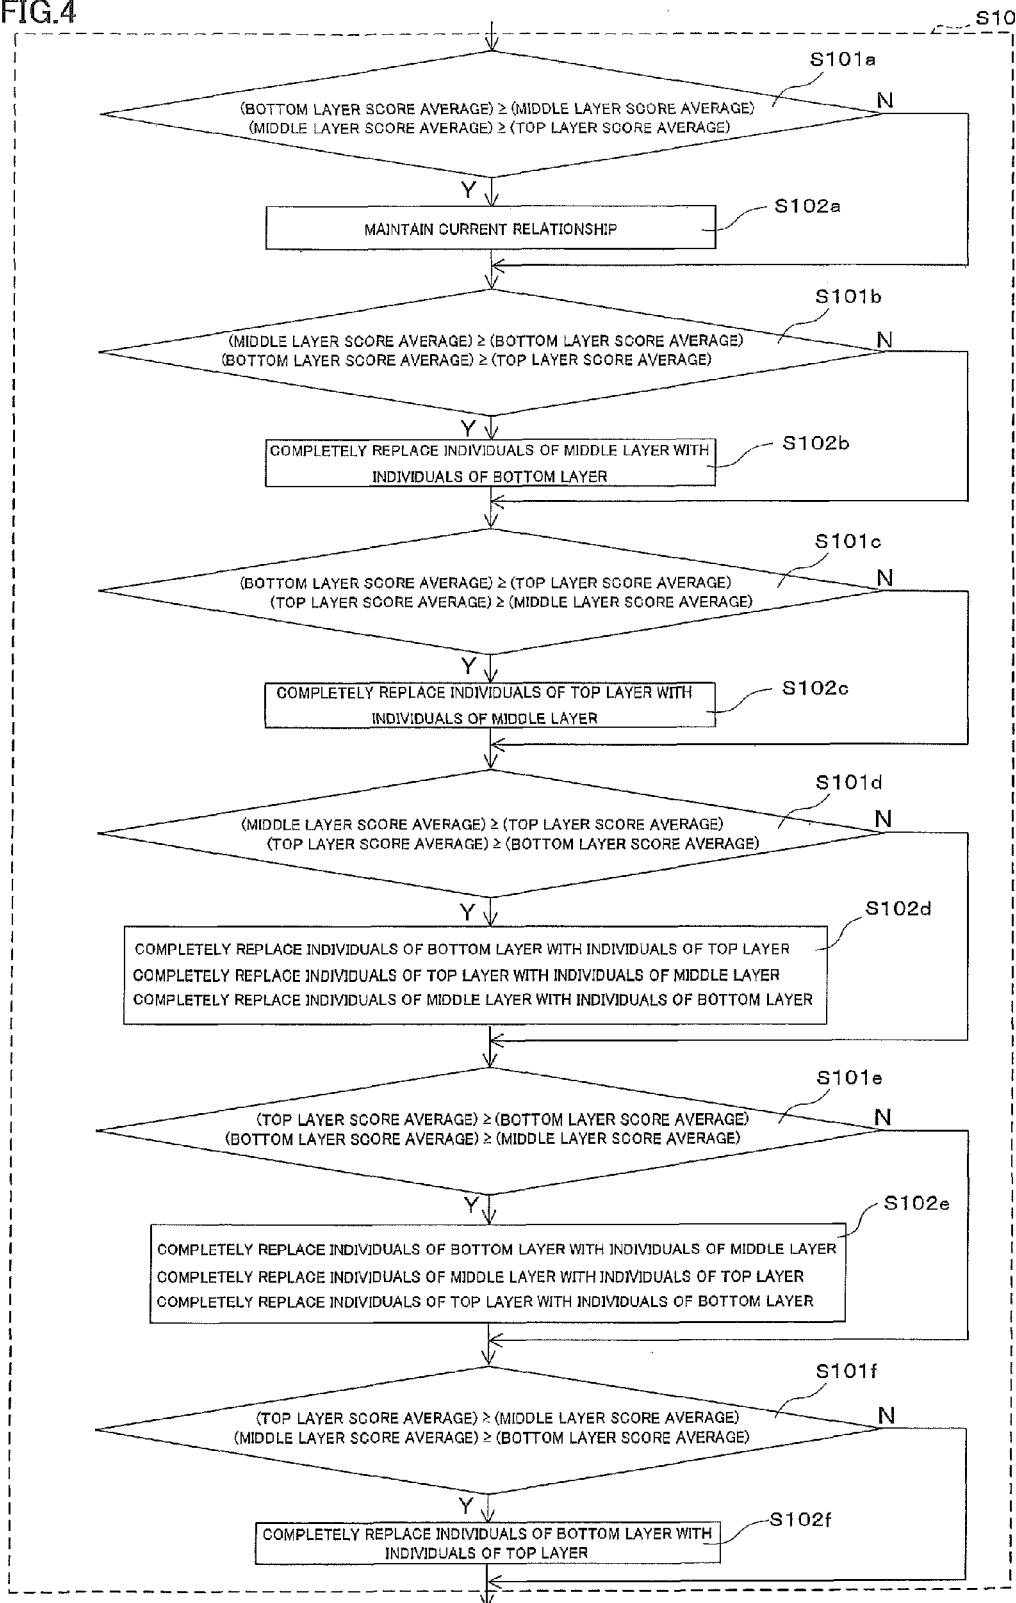 FIG.4
S10
S101a
(BOTTOM LAYER SCORE AVERAGE) ≥ (MIDDLE LAYER SCORE AVERAGE)
(MIDDLE LAYER SCORE AVERAGE) ≥ (TOP LAYER SCORE AVERAGE)
N
Y
S102a
MAINTAIN CURRENT RELATIONSHIP
S101b
(MIDDLE LAYER SCORE AVERAGE) ≥ (BOTTOM LAYER SCORE AVERAGE)
(BOTTOM LAYER SCORE AVERAGE) ≥ (TOP LAYER SCORE AVERAGE)
N
Y
S102b
COMPLETELY REPLACE INDIVIDUALS OF MIDDLE LAYER WITH
INDIVIDUALS OF BOTTOM LAYER
S101c
(BOTTOM LAYER SCORE AVERAGE) ≥ (TOP LAYER SCORE AVERAGE)
(TOP LAYER SCORE AVERAGE) ≥ (MIDDLE LAYER SCORE AVERAGE)
N
Y
S102c
COMPLETELY REPLACE INDIVIDUALS OF TOP LAYER WITH
INDIVIDUALS OF MIDDLE LAYER
S101d
(MIDDLE LAYER SCORE AVERAGE) ≥ (TOP LAYER SCORE AVERAGE)
(TOP LAYER SCORE AVERAGE) ≥ (BOTTOM LAYER SCORE AVERAGE)
N
Y
S102d
COMPLETELY REPLACE INDIVIDUALS OF BOTTOM LAYER WITH INDIVIDUALS OF TOP LAYER
COMPLETELY REPLACE INDIVIDUALS OF TOP LAYER WITH INDIVIDUALS OF MIDDLE LAYER
COMPLETELY REPLACE INDIVIDUALS OF MIDDLE LAYER WITH INDIVIDUALS OF BOTTOM LAYER
S101e
(TOP LAYER SCORE AVERAGE) ≥ (BOTTOM LAYER SCORE AVERAGE)
(BOTTOM LAYER SCORE AVERAGE) ≥ (MIDDLE LAYER SCORE AVERAGE)
N
Y
S102e
COMPLETELY REPLACE INDIVIDUALS OF BOTTOM LAYER WITH INDIVIDUALS OF MIDDLE LAYER
COMPLETELY REPLACE INDIVIDUALS OF MIDDLE LAYER WITH INDIVIDUALS OF TOP LAYER
COMPLETELY REPLACE INDIVIDUALS OF TOP LAYER WITH INDIVIDUALS OF BOTTOM LAYER
S101f
(TOP LAYER SCORE AVERAGE) ≥ (MIDDLE LAYER SCORE AVERAGE)
(MIDDLE LAYER SCORE AVERAGE) ≥ (BOTTOM LAYER SCORE AVERAGE)
N
Y
S102f
COMPLETELY REPLACE INDIVIDUALS OF BOTTOM LAYER WITH
INDIVIDUALS OF TOP LAYER